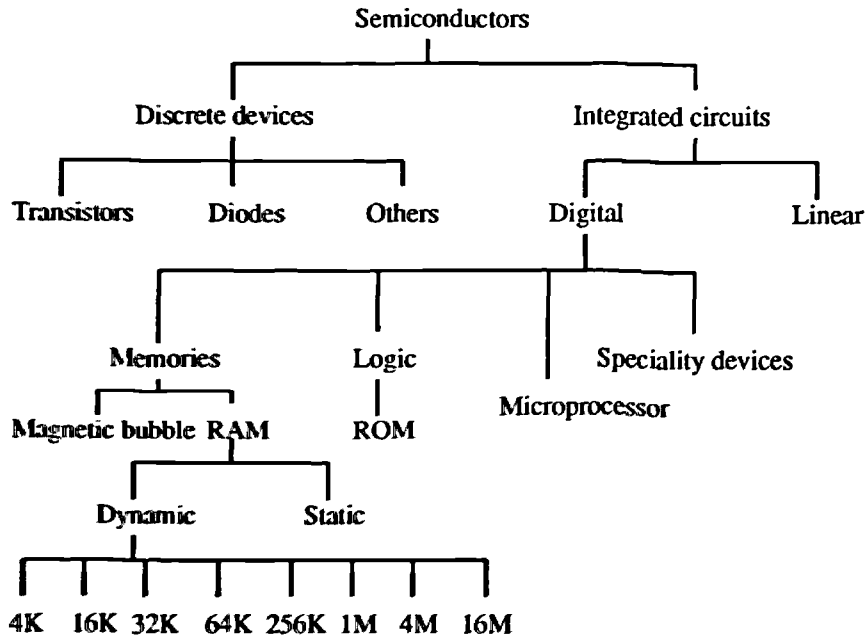 Semiconductors
Discrete devices Integrated circuits
Transistors Diodes Others Digital Linear
Memories Logic Speciality devices
Microprocessor
Magnetic bubble RAM ROM
Dynamic Static
4K 16K 32K 64K 256K 1M 4M 16M